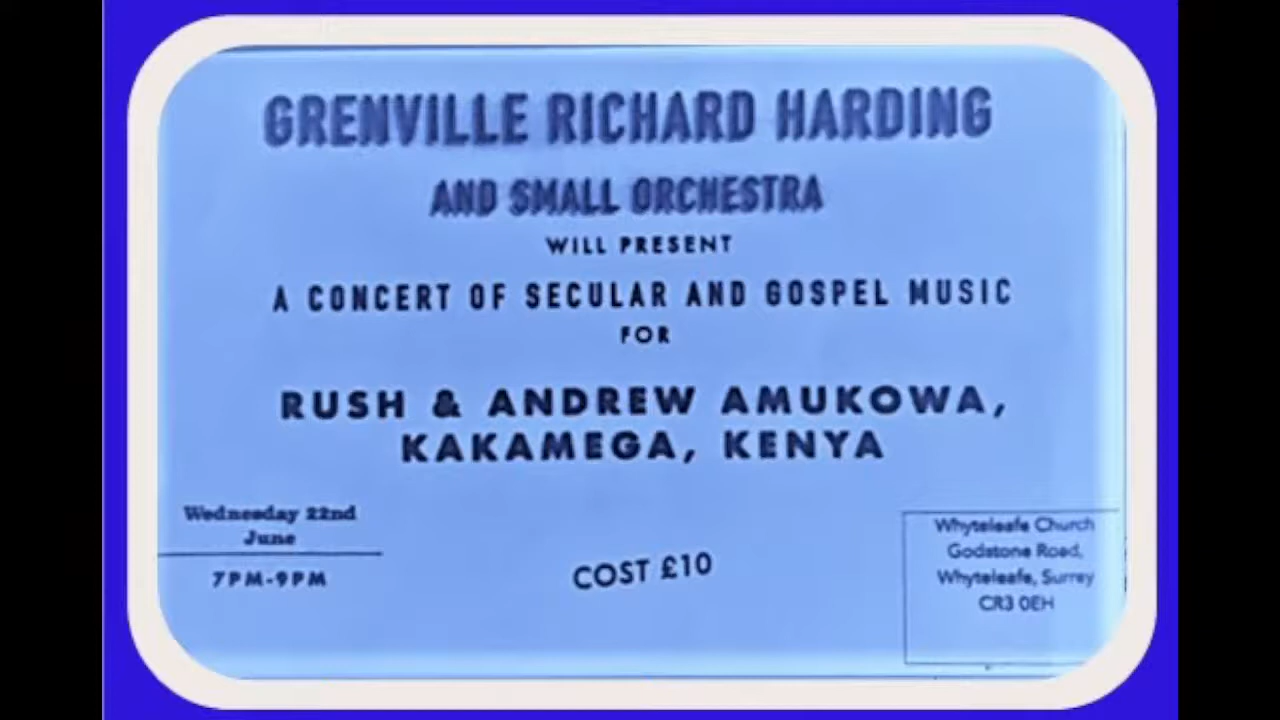 GRENVILLE RICHARD HARDING
AND SMALL ORCHESTRA
WILL PRESENT
A CONCERT OF SECULAR AND GOSPEL MUSIC
FOR
RUSH & ANDREW AMUKOWA,
KAKAMEGA, KENYA
Wednesday 22nd
June
7PM-9PM
COST £10
Whyteleafe Church
Godstone Road,
Whyteleafe, Surrey
CR3 0EH